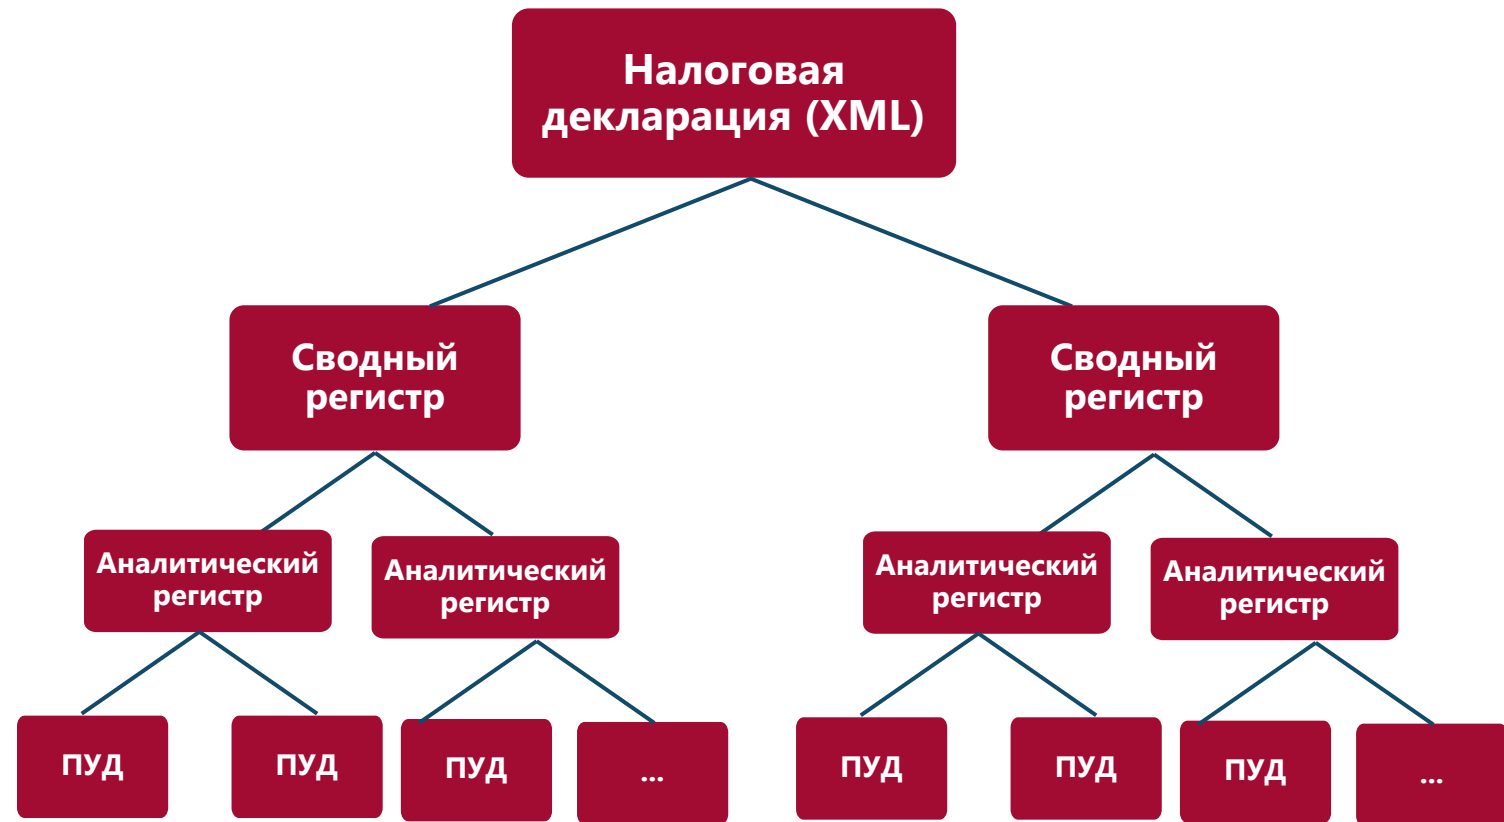 Налоговая
декларация (XML)
Сводный
регистр
Сводный
регистр
Аналитический
регистр
Аналитический
регистр
Аналитический
регистр
Аналитический
регистр
ПУД
ПУД
ПУД
...
ПУД
ПУД
ПУД
...